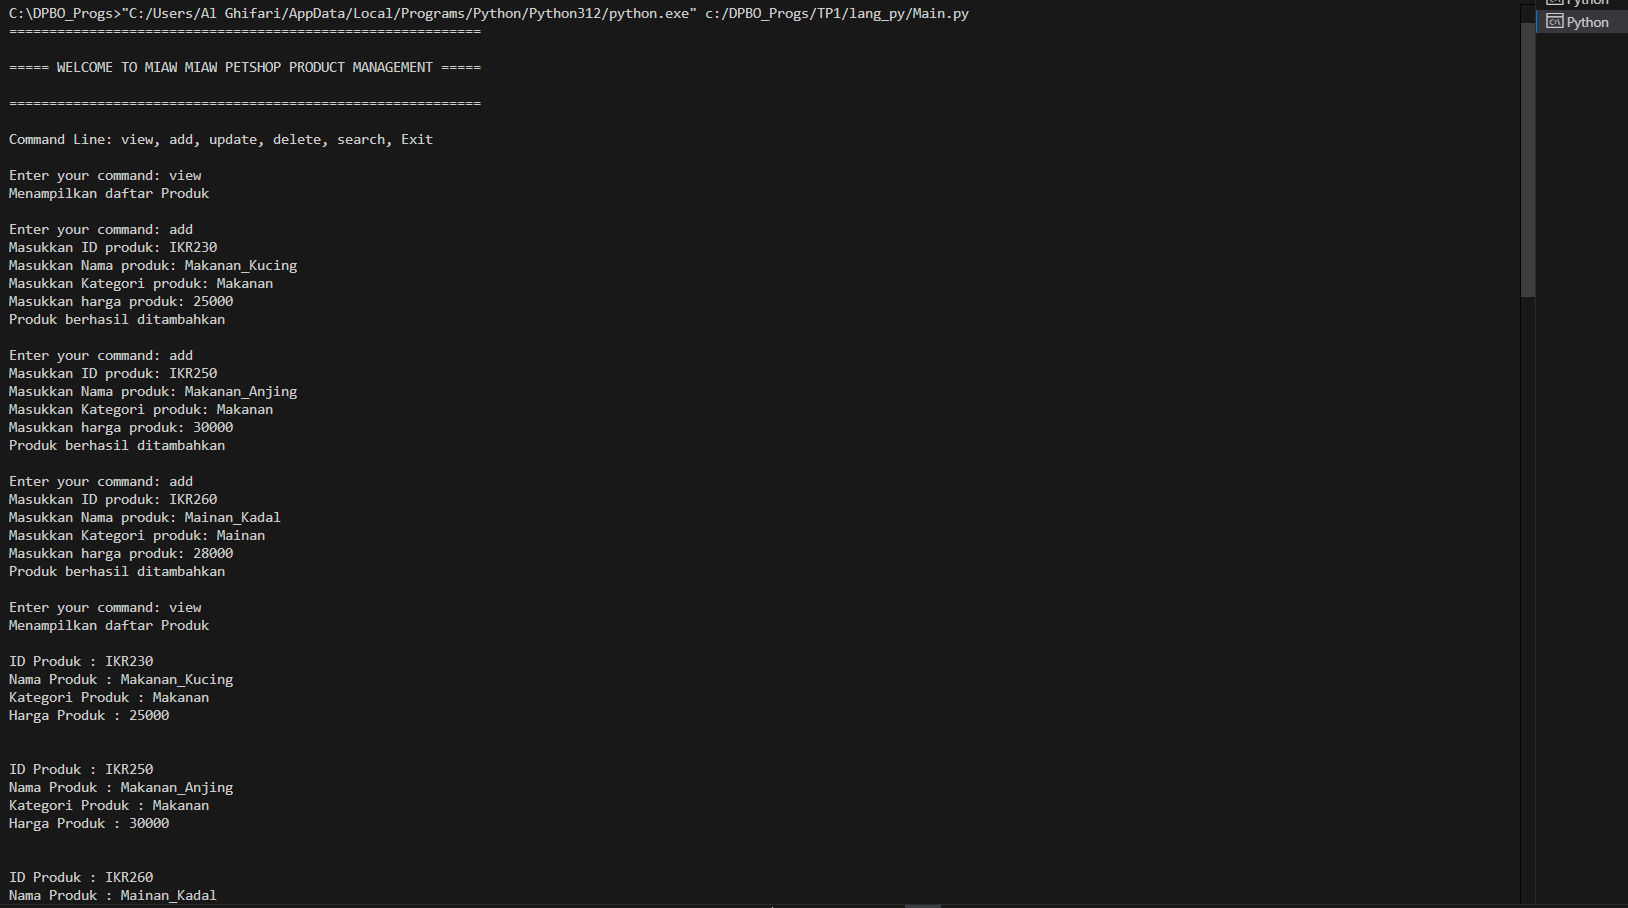 C:\DPBO_Progs>"C:/Users/Al Ghifari/AppData/Local/Programs/Python/Python312/python.exe" c:/DPBO_Progs/TP1/lang_py/Main.py
===========================================================
===== WELCOME TO MIAW MIAW PETSHOP PRODUCT MANAGEMENT =====
===========================================================
Command Line: view, add, update, delete, search, Exit
Enter your command: view
Menampilkan daftar Produk
Enter your command: add
Masukkan ID produk: IKR230
Masukkan Nama produk: Makanan_Kucing
Masukkan Kategori produk: Makanan
Masukkan harga produk: 25000
Produk berhasil ditambahkan
Enter your command: add
Masukkan ID produk: IKR250
Masukkan Nama produk: Makanan_Anjing
Masukkan Kategori produk: Makanan
Masukkan harga produk: 30000
Produk berhasil ditambahkan
Enter your command: add
Masukkan ID produk: IKR260
Masukkan Nama produk: Mainan_Kadal
Masukkan Kategori produk: Mainan
Masukkan harga produk: 28000
Produk berhasil ditambahkan
Enter your command: view
Menampilkan daftar Produk
ID Produk : IKR230
Nama Produk : Makanan_Kucing
Kategori Produk : Makanan
Harga Produk : 25000
ID Produk : IKR250
Nama Produk : Makanan_Anjing
Kategori Produk : Makanan
Harga Produk : 30000
ID Produk : IKR260
Nama Produk : Mainan_Kadal
Python
Python